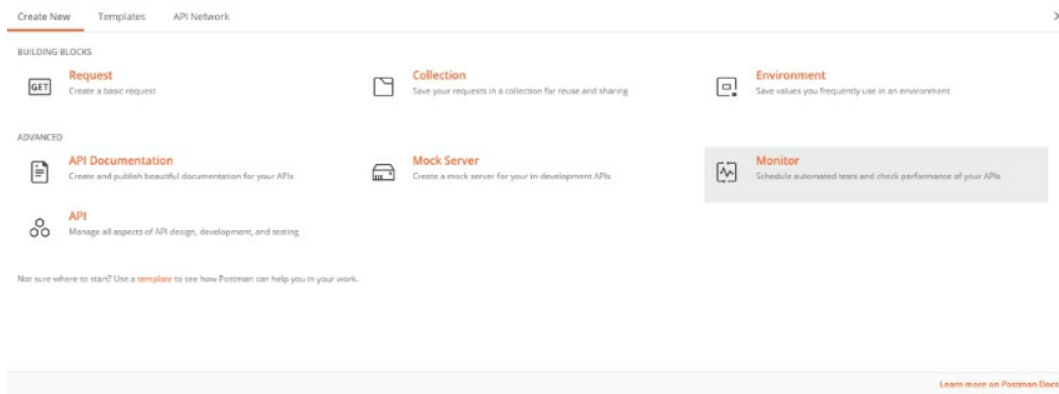 Create New Templates API Network
BUILDING BLOCKS
GET
Request
Create a basic request
Collection
Save your requests in a collection for reuse and sharing
Environment
Save values you frequently use in an environment
ADVANCED
API Documentation
Create and publish beautiful documentation for your APIs
Mock Server
Create a mock server for your in-development APIs
Monitor
Schedule automated tests and check performance of your APIs
API
Manage all aspects of API design, development, and testing
Not sure where to start? Use a template to see how Postman can help you in your work.
Learn more on Postman Docs